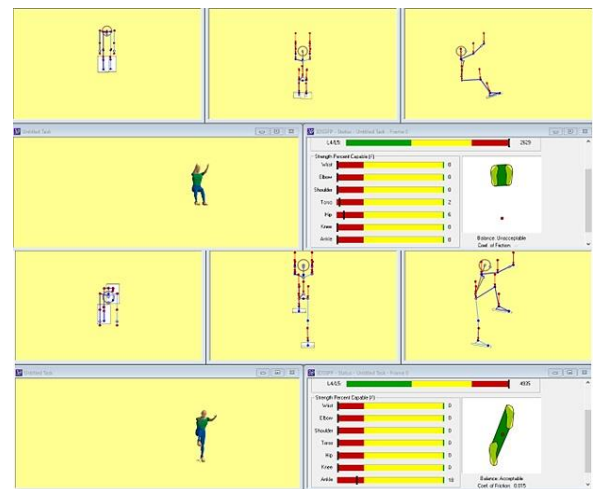 Untitled Task
3DSSPP - Status - Untitled Task - Frame 0
L4/L5 2629
Strength Percent Capable (%)
Wrist 0
Elbow 0
Shoulder 0
Torso 2
Hip 6
Knee 0
Ankle 0
Balance: Unacceptable
Coef. of Friction:
Untitled Task
3DSSPP - Status - Untitled Task - Frame 0
L4/L5 4935
Strength Percent Capable (%)
Wrist 0
Elbow 0
Shoulder 0
Torso 0
Hip 0
Knee 0
Ankle 18
Balance: Acceptable
Coef. of Friction: 0.015